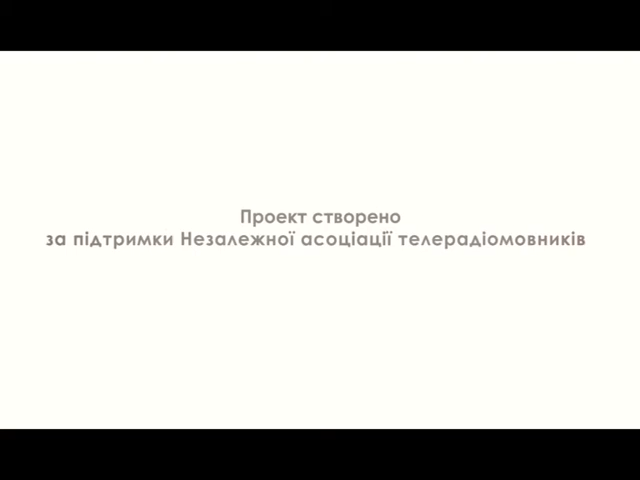 Проект створено
за підтримки Незалежної асоціації телерадіомовників